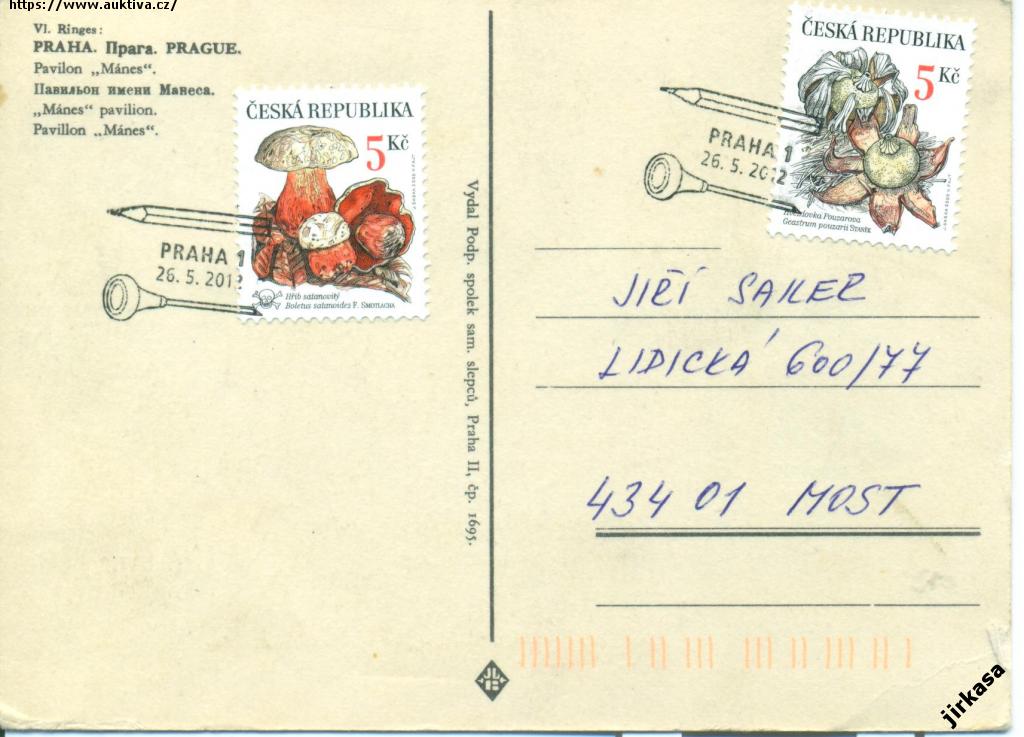 https://www.auktiva.cz/
Vl. Ringes:
PRAHA. Прага. PRAGUE.
Pavilon „Mánes“.
Павильон имени Манеса.
„Mánes“ pavilion.
Pavillon „Mánes“.
ČESKÁ REPUBLIKA
5 Kč
PRAHA 1
26. 5. 2012
Hřib satanovitý
Boletus satanoides F. SMOTLACHA
Vydal Podp. spolek sam. slepců, Praha II, čp. 1695.
ČESKÁ REPUBLIKA
5 Kč
PRAHA 1
26. 5. 2012
Hvězdovka Pouzarova
Geastrum pouzarii STANĚK
JIŘÍ SAKER
LIDICKÁ 600/77
434 01 MOST
jirkasa